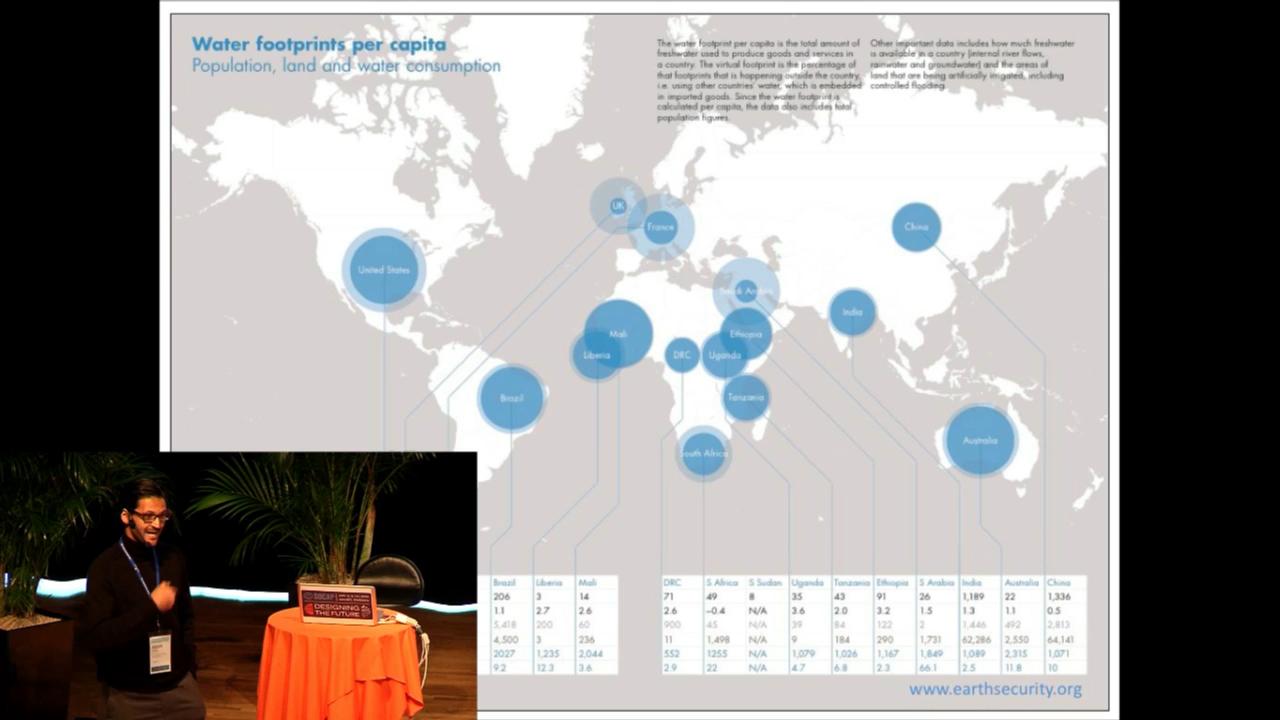 Water footprints per capita
Population, land and water consumption
The water footprint per capita is the total amount of
freshwater used to produce goods and services in
a country. The virtual footprint is the percentage of
that footprints that is happening outside the country,
i.e. using other countries' water, which is embedded
in imported goods. Since the water footprint is
calculated per capita, the data also includes total
population figures.
Other important data includes how much freshwater
is available in a country (internal river flows,
rainwater and groundwater) and the areas of
land that are being artificially irrigated, including
controlled flooding.
UK
France
China
United States
Saudi Arabia
India
Mali
Ethiopia
Liberia
DRC
Uganda
Brazil
Tanzania
Australia
South Africa
Brazil Liberia Mali DRC S Africa S Sudan Uganda Tanzania Ethiopia S Arabia India Australia China
206 3 14 71 49 8 35 43 91 26 1,189 22 1,336
1.1 2.7 2.6 2.6 –0.4 N/A 3.6 2.0 3.2 1.5 1.3 1.1 0.5
5,418 200 60 900 45 N/A 39 84 122 2 1,446 492 2,813
4,500 3 236 11 1,498 N/A 9 184 290 1,731 62,286 2,550 64,141
2027 1,235 2,044 552 1255 N/A 1,079 1,026 1,167 1,849 1,089 2,315 1,071
9.2 12.3 3.6 2.9 22 N/A 4.7 6.8 2.3 66.1 2.5 11.8 10
www.earthsecurity.org
SOCAP
DESIGNING
THE FUTURE